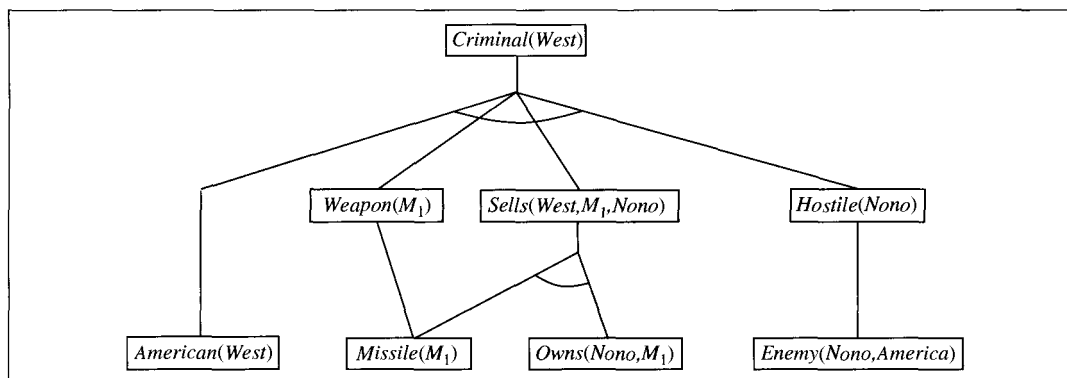 Criminal(West)
Weapon(M₁) Sells(West,M₁,Nono) Hostile(Nono)
American(West) Missile(M₁) Owns(Nono,M₁) Enemy(Nono,America)